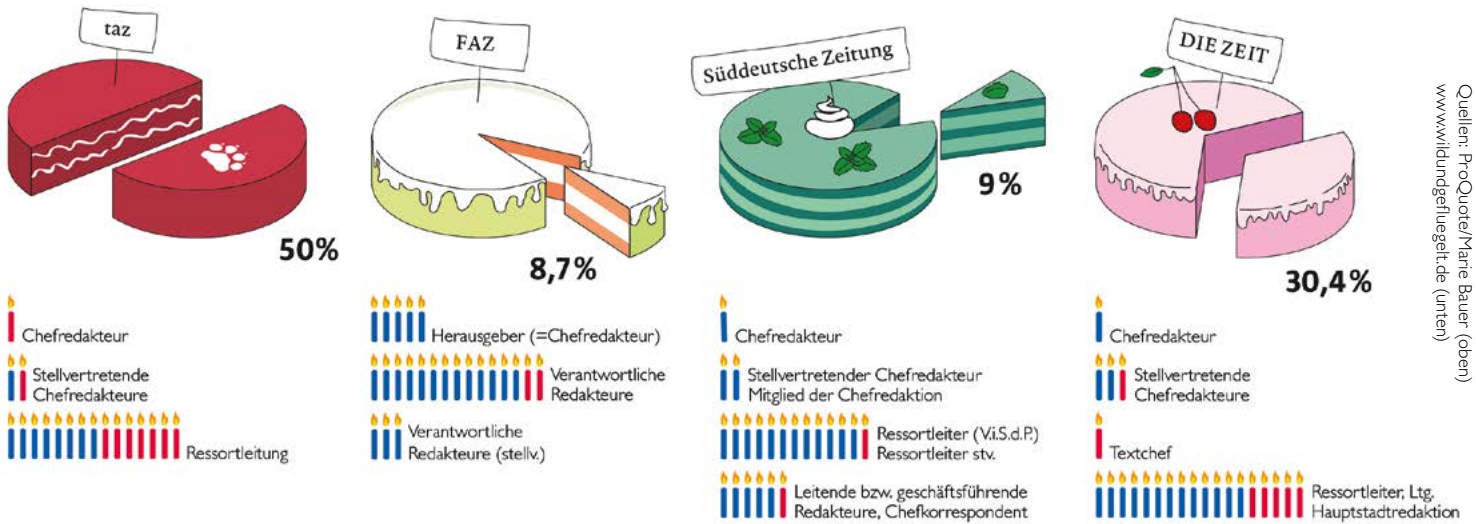 taz
50%
Chefredakteur
Stellvertretende
Chefredakteure
Ressortleitung
FAZ
8,7%
Herausgeber (=Chefredakteur)
Verantwortliche
Redakteure
Verantwortliche
Redakteure (stellv.)
Süddeutsche Zeitung
9%
Chefredakteur
Stellvertretender Chefredakteur
Mitglied der Chefredaktion
Ressortleiter (V.i.S.d.P.)
Ressortleiter stv.
Leitende bzw. geschäftsführende
Redakteure, Chefkorrespondent
DIE ZEIT
30,4%
Chefredakteur
Stellvertretende
Chefredakteure
Textchef
Ressortleiter, Ltg.
Hauptstadtredaktion
Quellen: ProQuote/Marie Bauer (oben)
www.wildundgefluegelt.de (unten)